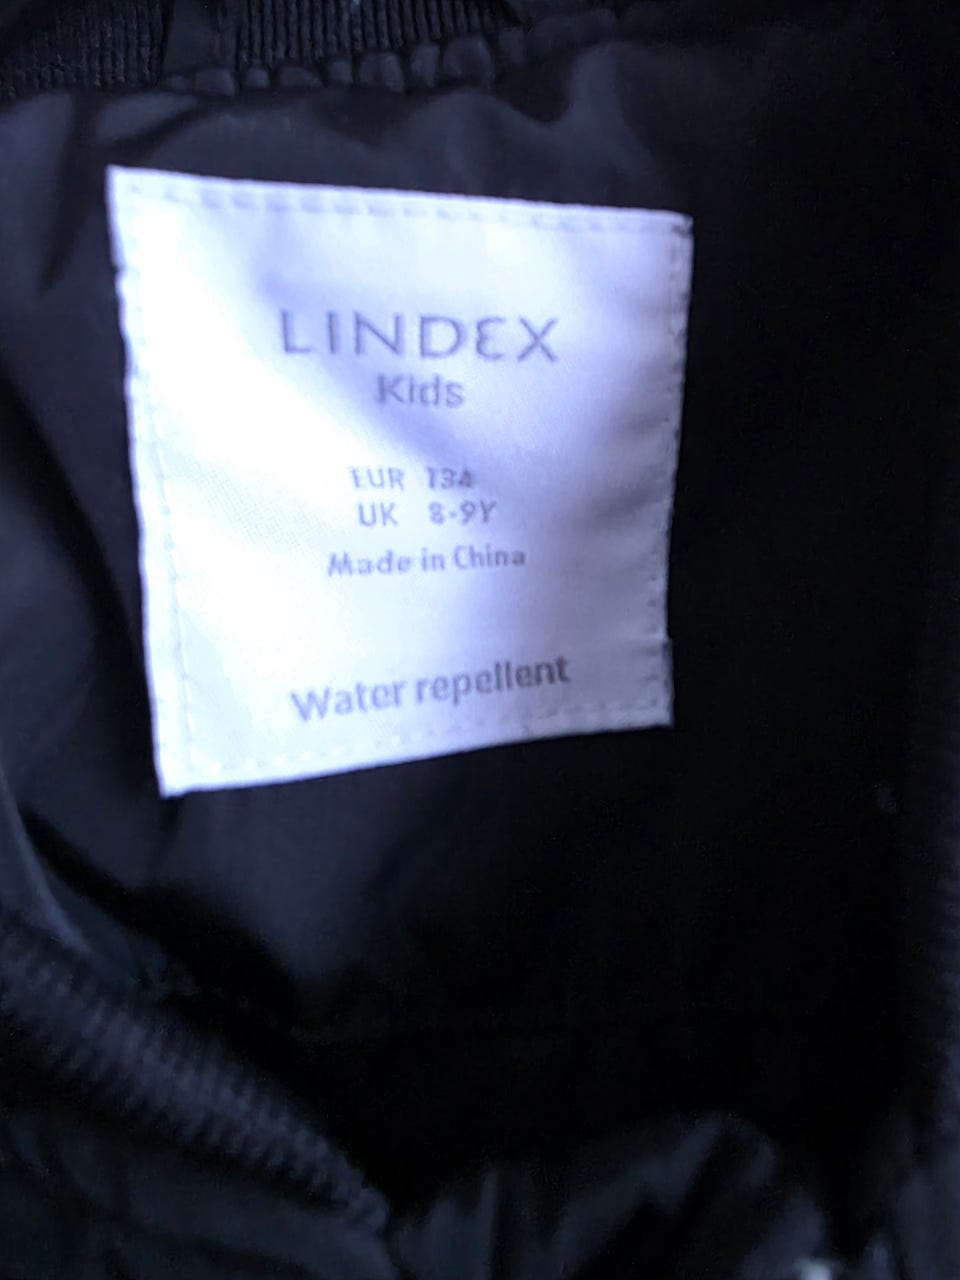 LINDEX
Kids
EUR 134
UK 8-9Y
Made in China
Water repellent